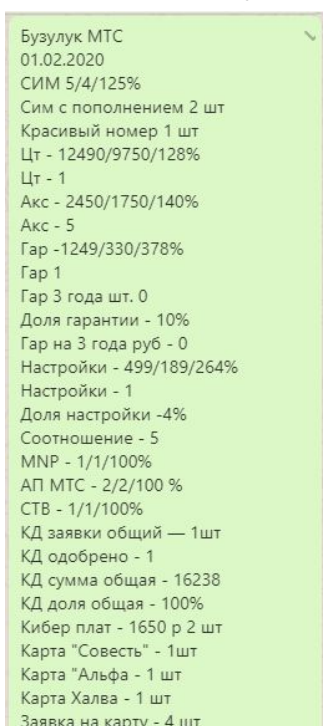 Бузулук МТС
01.02.2020
СИМ 5/4/125%
Сим с пополнением 2 шт
Красивый номер 1 шт
Цт - 12490/9750/128%
Цт - 1
Акс - 2450/1750/140%
Акс - 5
Гар -1249/330/378%
Гар 1
Гар 3 года шт. 0
Доля гарантии - 10%
Гар на 3 года руб - 0
Настройки - 499/189/264%
Настройки - 1
Доля настройки -4%
Соотношение - 5
MNP - 1/1/100%
АП МТС - 2/2/100 %
СТВ - 1/1/100%
КД заявки общий — 1шт
КД одобрено - 1
КД сумма общая - 16238
КД доля общая - 100%
Кибер плат - 1650 р 2 шт
Карта "Совесть" - 1шт
Карта "Альфа - 1 шт
Карта Халва - 1 шт
Заявка на карту - 4 шт